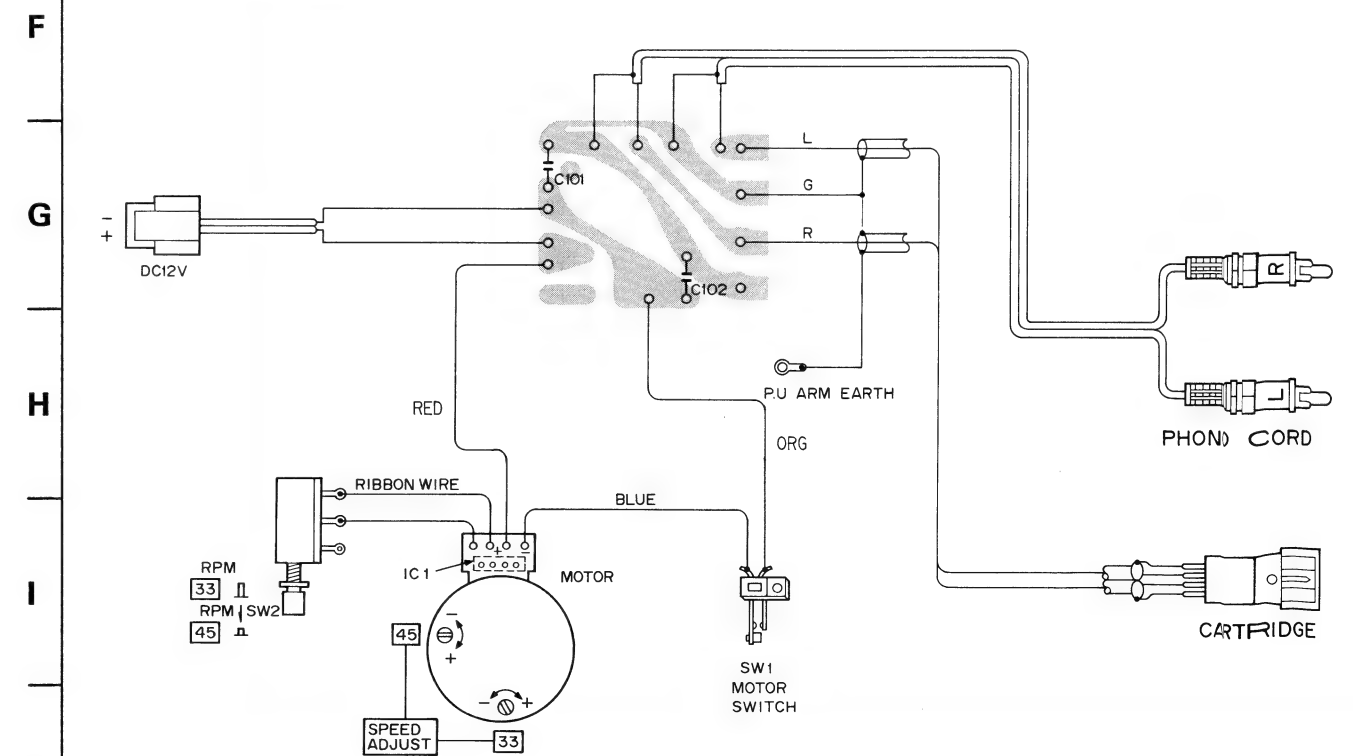 F
G
H
I
L
C101
G
R
−
+
DC12V
C102
R
P.U ARM EARTH
L
RED
ORG
PHONO CORD
RIBBON WIRE
BLUE
+ −
IC1
MOTOR
RPM
33
RPM SW2
45
CARTRIDGE
45
−
+
− +
SW1
MOTOR
SWITCH
SPEED
ADJUST
33